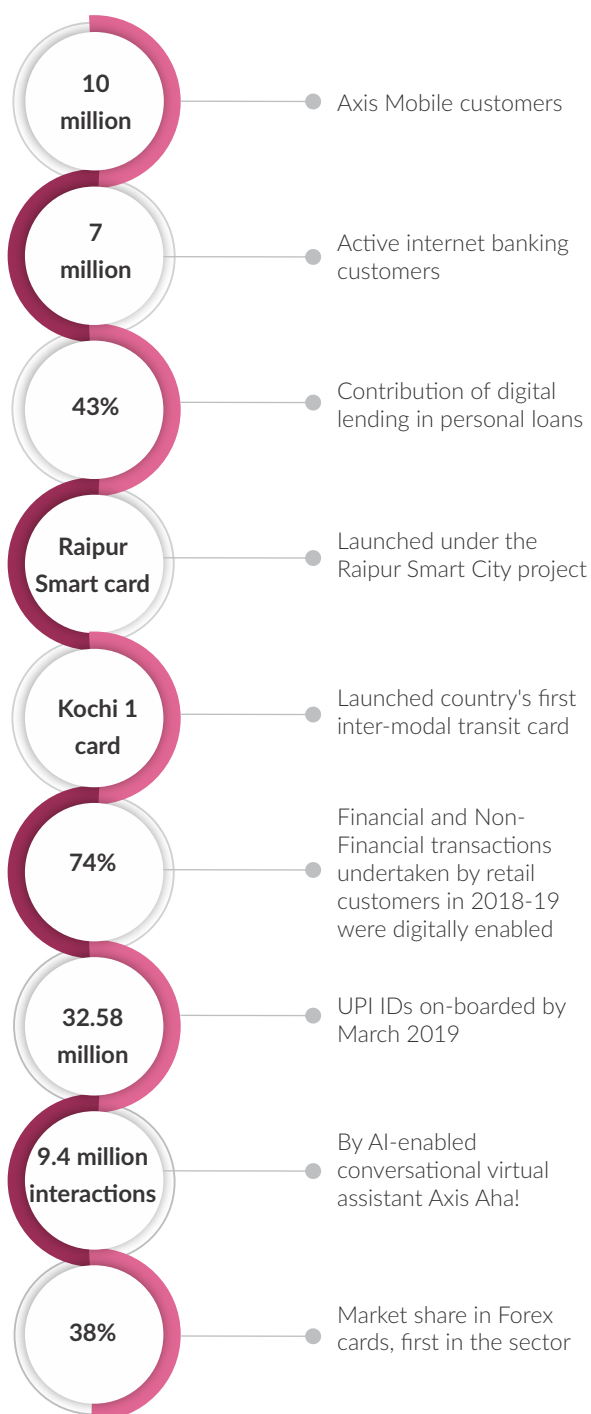 10
million
Axis Mobile customers
7
million
Active internet banking
customers
43%
Contribution of digital
lending in personal loans
Raipur
Smart card
Launched under the
Raipur Smart City project
Kochi 1
card
Launched country's first
inter-modal transit card
74%
Financial and Non-
Financial transactions
undertaken by retail
customers in 2018-19
were digitally enabled
32.58
million
UPI IDs on-boarded by
March 2019
9.4 million
interactions
By AI-enabled
conversational virtual
assistant Axis Aha!
38%
Market share in Forex
cards, first in the sector